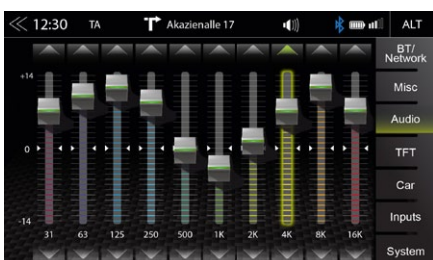 12:30 TA Akazienalle 17 ALT
BT/
Network
+14
Misc
Audio
0
TFT
Car
-14
Inputs
31 63 125 250 500 1K 2K 4K 8K 16K
System